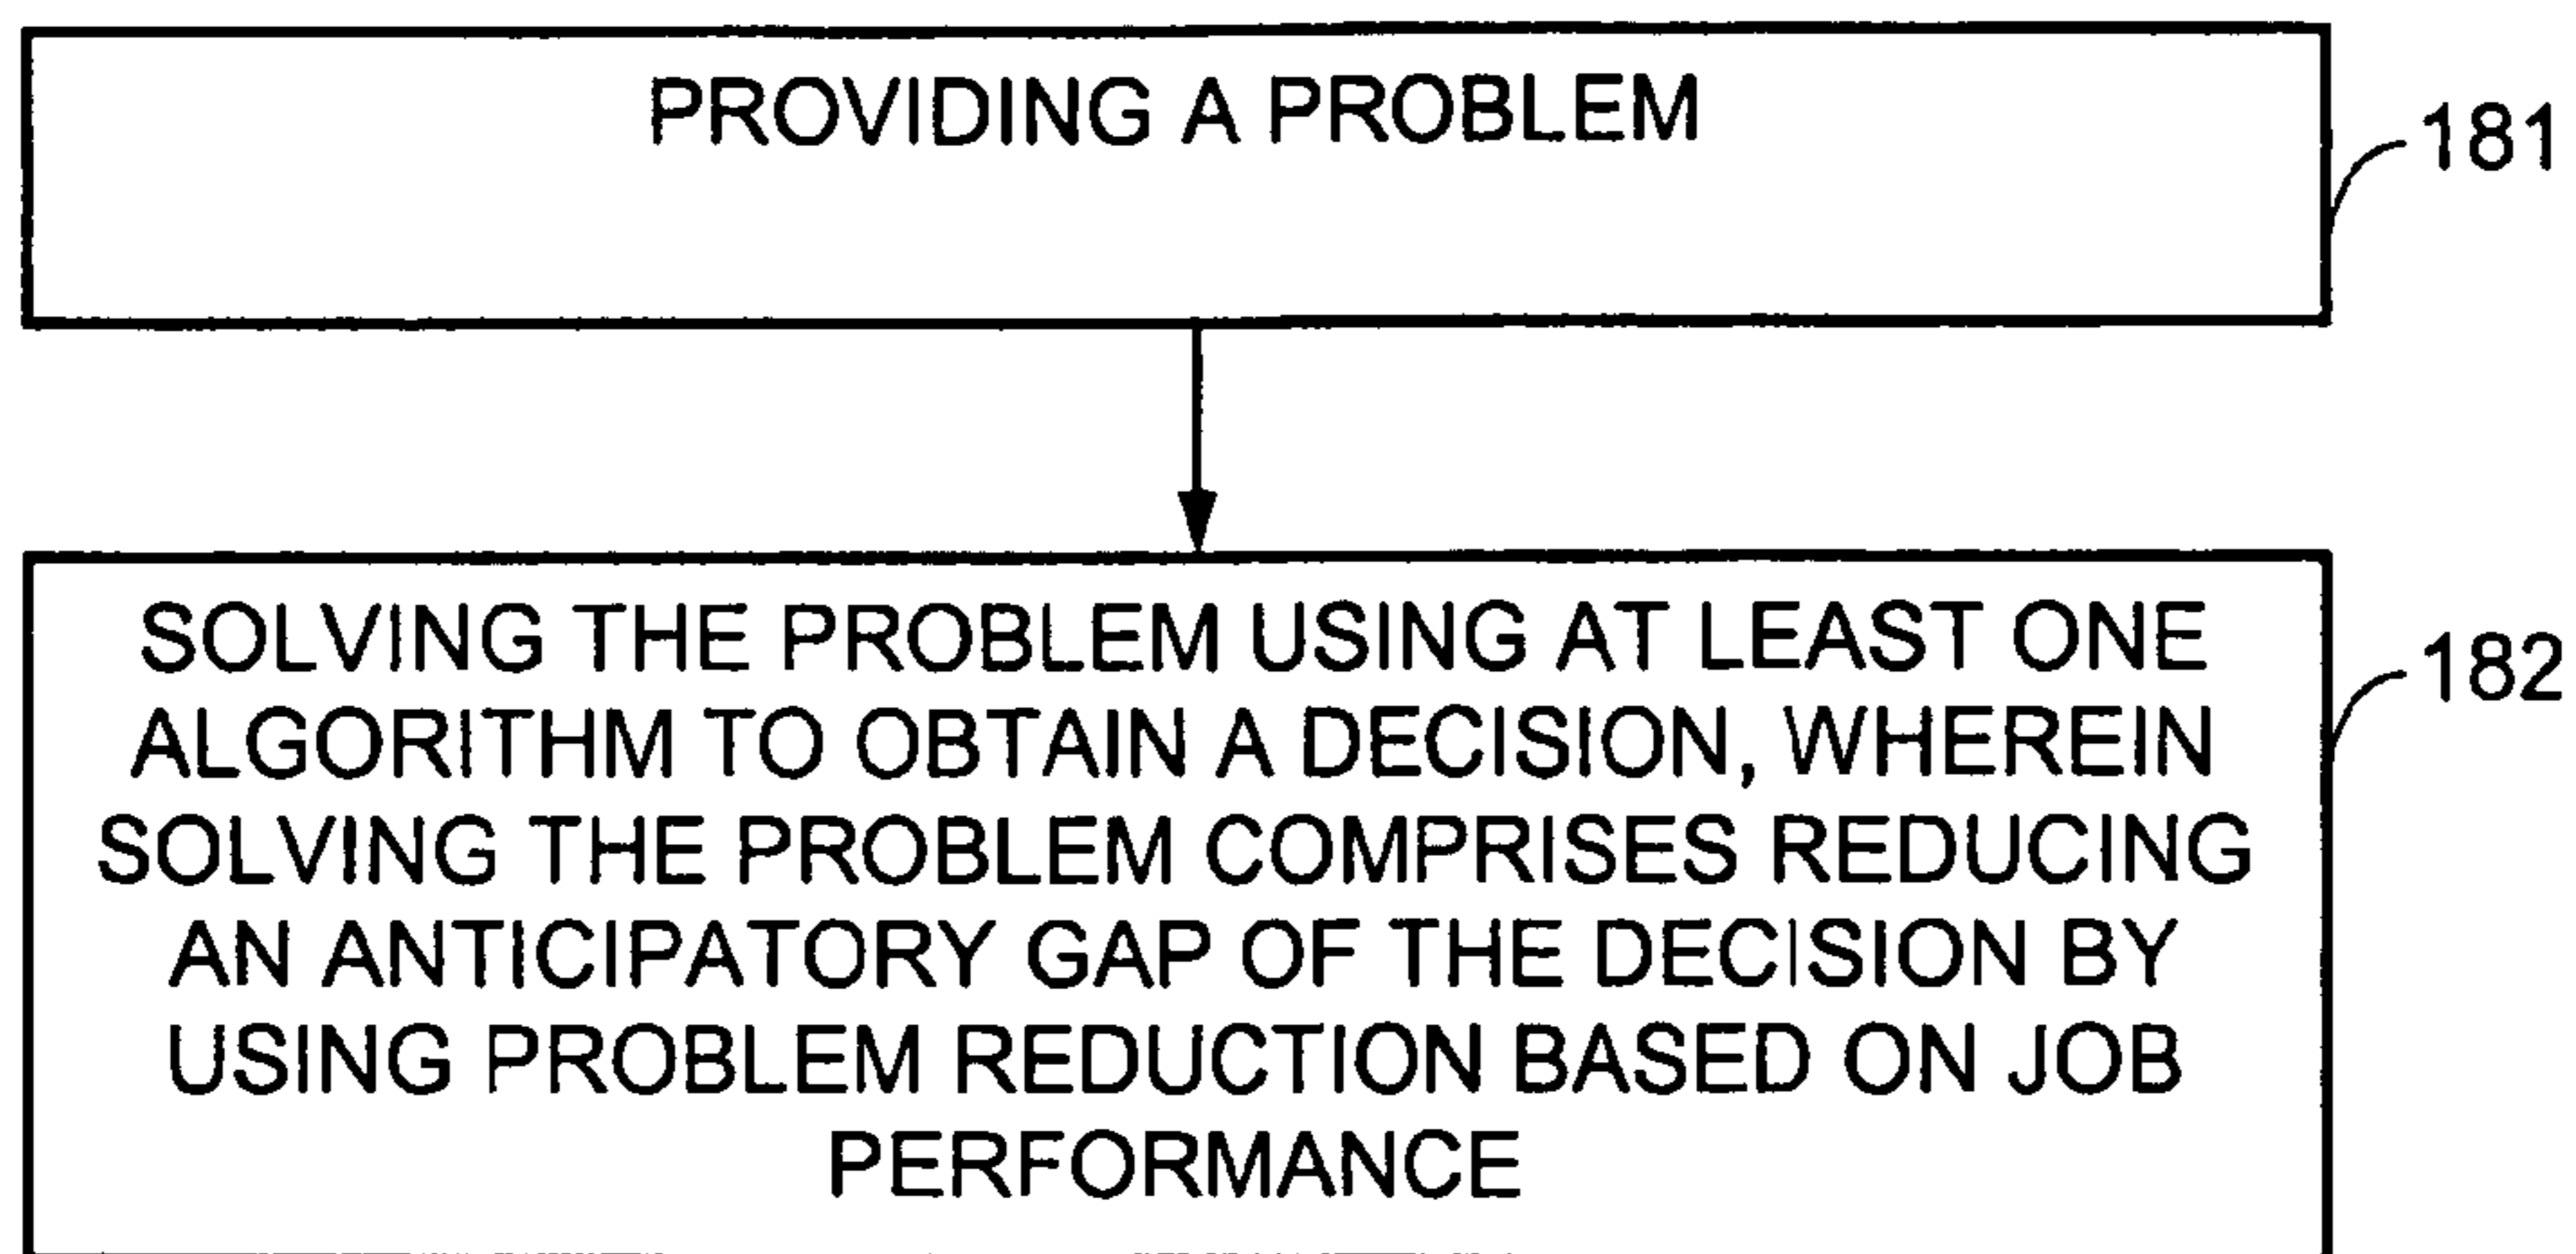 PROVIDING A PROBLEM
181
SOLVING THE PROBLEM USING AT LEAST ONE
ALGORITHM TO OBTAIN A DECISION, WHEREIN
SOLVING THE PROBLEM COMPRISES REDUCING
AN ANTICIPATORY GAP OF THE DECISION BY
USING PROBLEM REDUCTION BASED ON JOB
PERFORMANCE
182